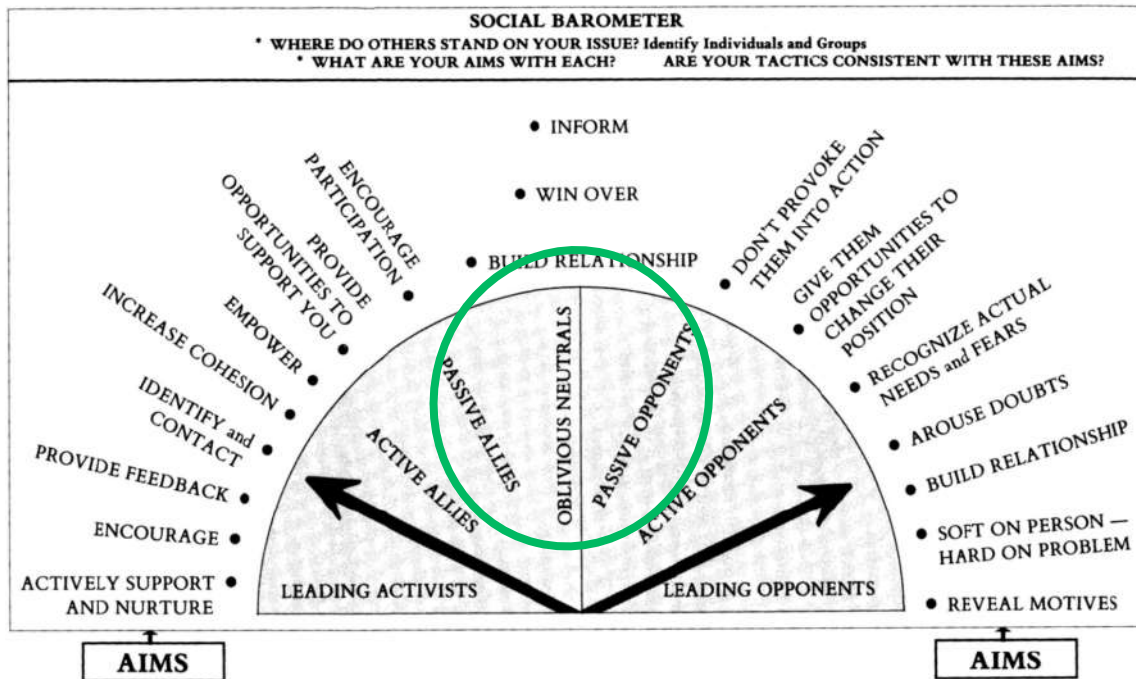 SOCIAL BAROMETER
* WHERE DO OTHERS STAND ON YOUR ISSUE? Identify Individuals and Groups
* WHAT ARE YOUR AIMS WITH EACH? ARE YOUR TACTICS CONSISTENT WITH THESE AIMS?
• INFORM
• WIN OVER
• BUILD RELATIONSHIP
ENCOURAGE
PARTICIPATION •
PROVIDE
OPPORTUNITIES TO
SUPPORT YOU •
EMPOWER •
INCREASE COHESION •
IDENTIFY and
CONTACT •
PROVIDE FEEDBACK •
ENCOURAGE •
ACTIVELY SUPPORT •
AND NURTURE
• DON'T PROVOKE
THEM INTO ACTION
• GIVE THEM
OPPORTUNITIES TO
CHANGE THEIR
POSITION
• RECOGNIZE ACTUAL
NEEDS and FEARS
• AROUSE DOUBTS
• BUILD RELATIONSHIP
• SOFT ON PERSON —
HARD ON PROBLEM
• REVEAL MOTIVES
LEADING ACTIVISTS
ACTIVE ALLIES
PASSIVE ALLIES
OBLIVIOUS NEUTRALS
PASSIVE OPPONENTS
ACTIVE OPPONENTS
LEADING OPPONENTS
AIMS
AIMS